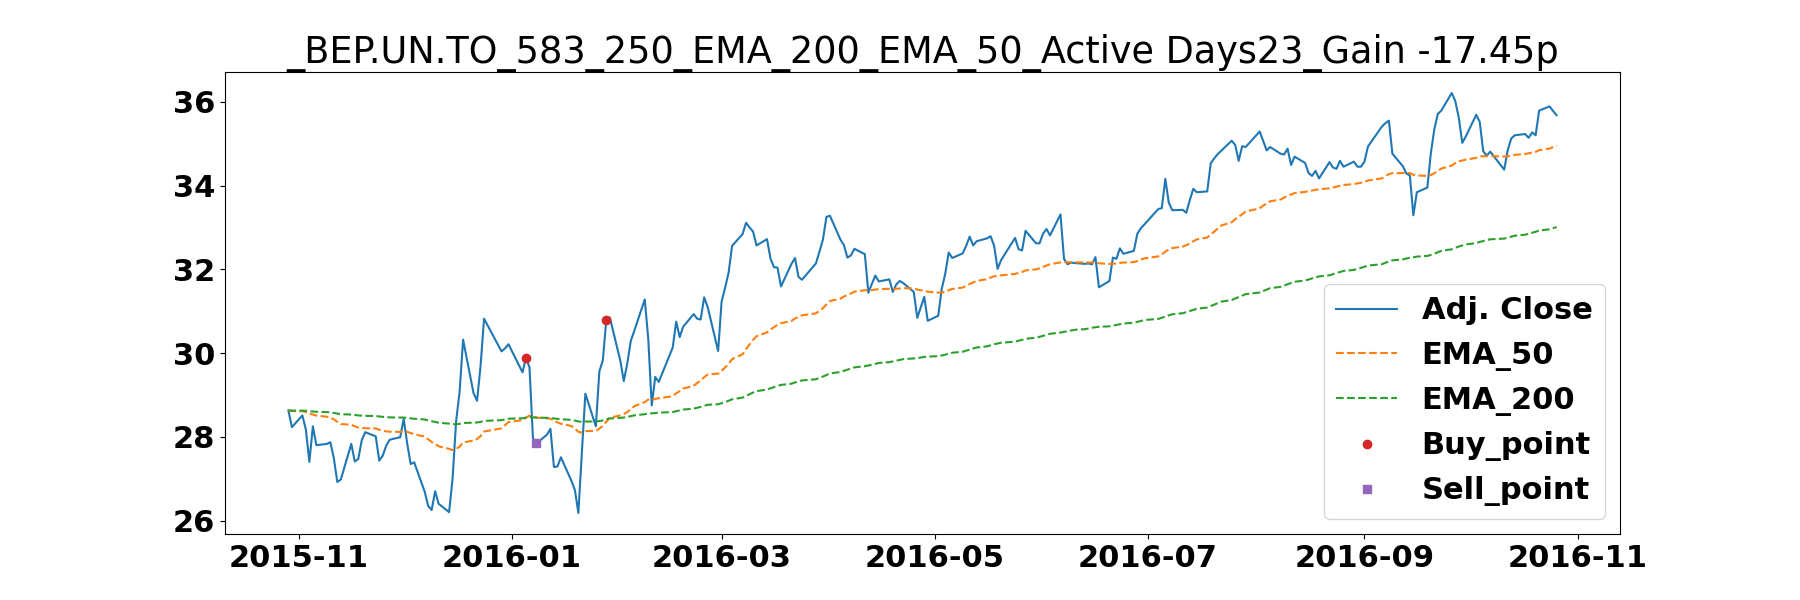 _BEP.UN.TO_583_250_EMA_200_EMA_50_Active Days23_Gain -17.45p
36
34
32
30
28
26
Adj. Close
EMA_50
EMA_200
Buy_point
Sell_point
2015-11 2016-01 2016-03 2016-05 2016-07 2016-09 2016-11